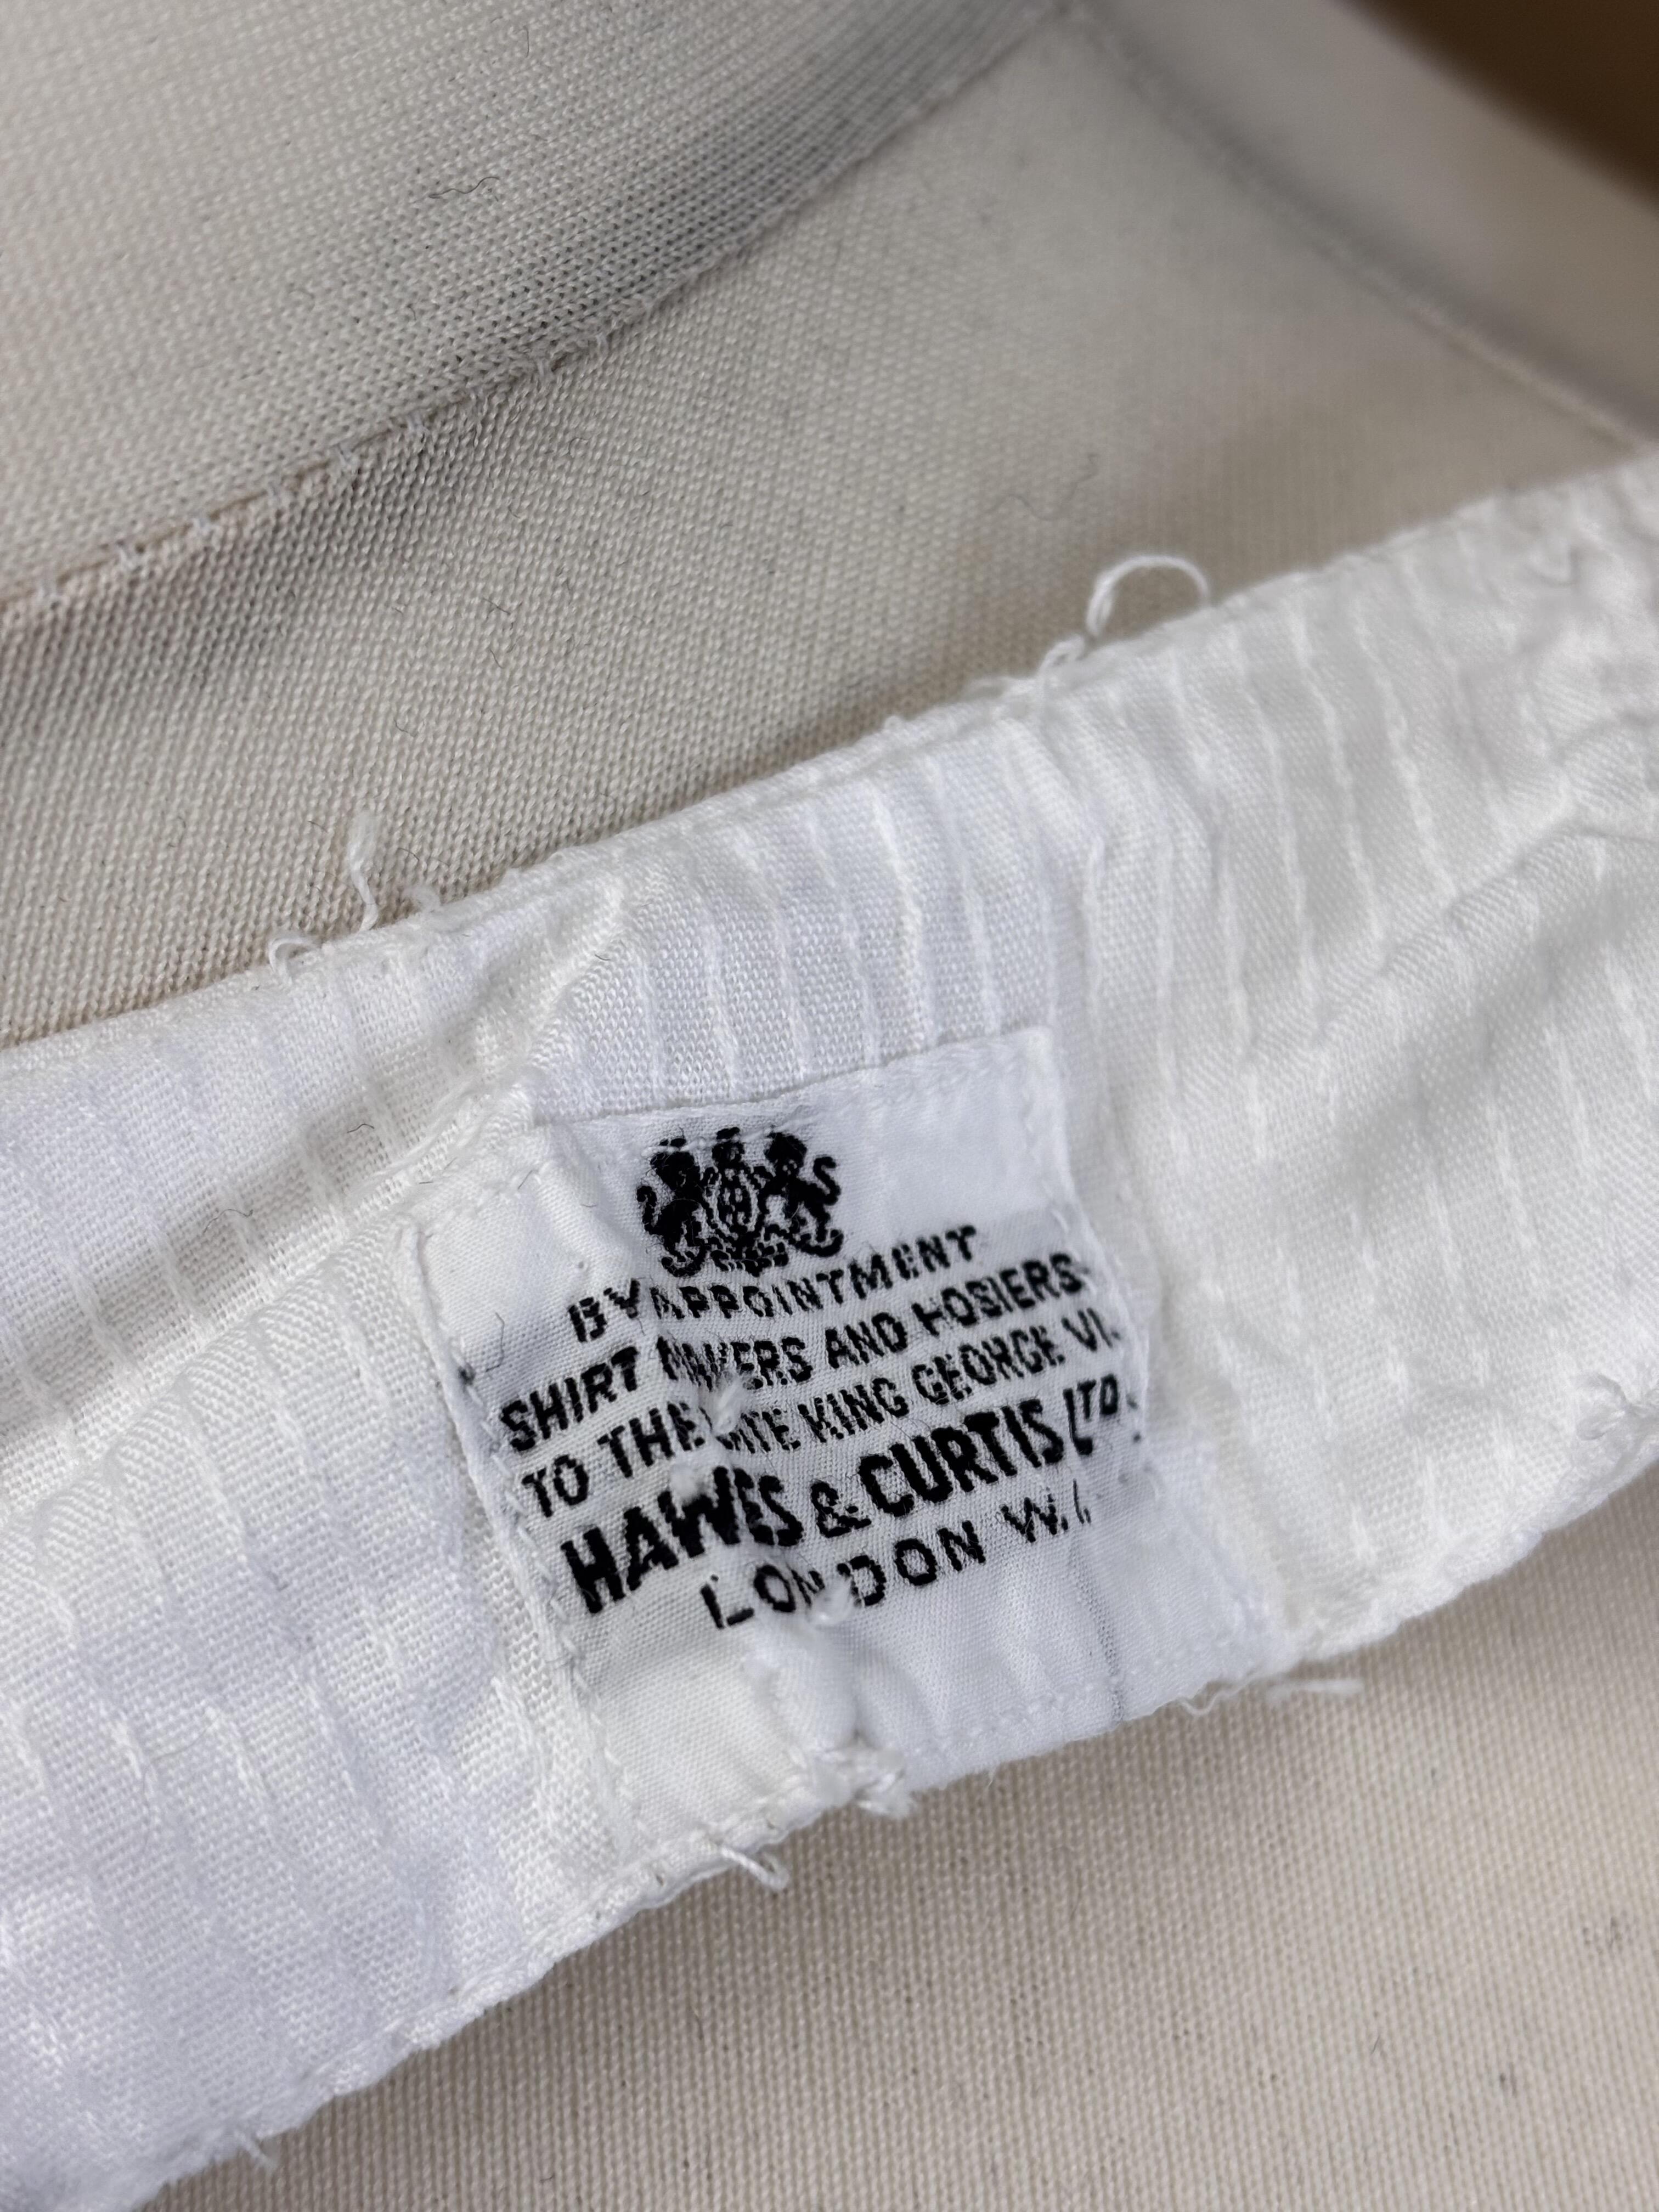 BY APPOINTMENT
SHIRT MAKERS AND HOSIERS
TO THE LATE KING GEORGE VI.
HAWES & CURTIS LTD.
LONDON W.1.